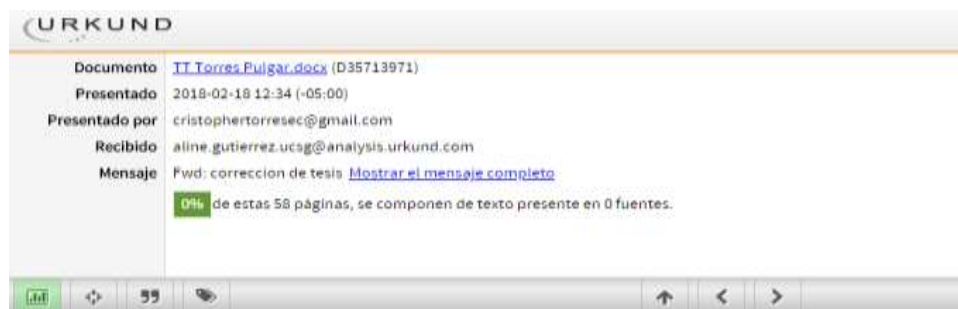 URKUND
Documento TT Torres Pulgar.docx (D35713971)
Presentado 2018-02-18 12:34 (-05:00)
Presentado por cristophertorresec@gmail.com
Recibido aline.gutierrez.ucsg@analysis.urkund.com
Mensaje Fwd: correccion de tesis Mostrar el mensaje completo
0% de estas 58 páginas, se componen de texto presente en 0 fuentes.